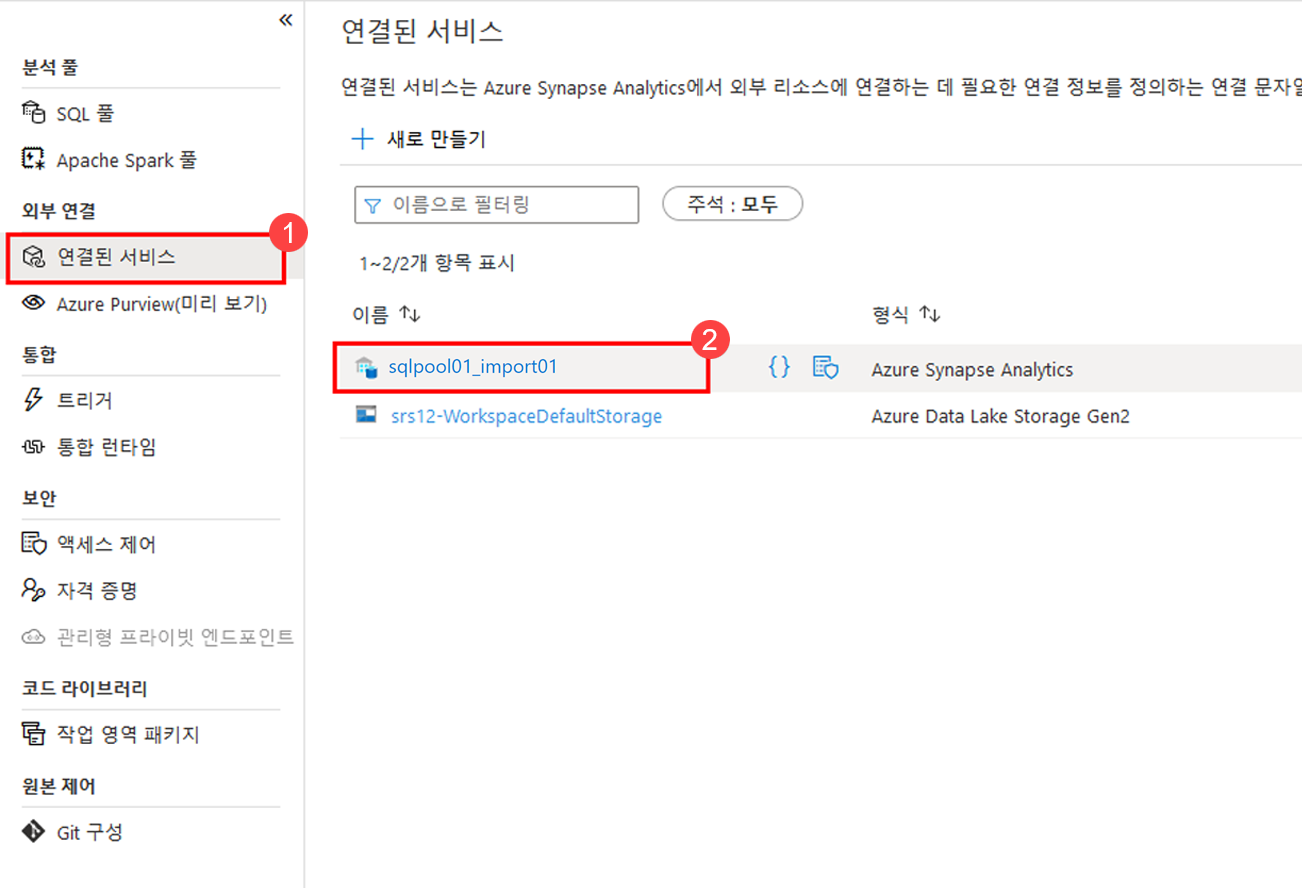 «
분석 풀
SQL 풀
Apache Spark 풀
외부 연결
연결된 서비스
1
Azure Purview(미리 보기)
통합
트리거
통합 런타임
보안
액세스 제어
자격 증명
관리형 프라이빗 엔드포인트
코드 라이브러리
작업 영역 패키지
원본 제어
Git 구성
연결된 서비스
연결된 서비스는 Azure Synapse Analytics에서 외부 리소스에 연결하는 데 필요한 연결 정보를 정의하는 연결 문자열
새로 만들기
이름으로 필터링
주석 : 모두
1~2/2개 항목 표시
이름 형식
2
sqlpool01_import01 {} Azure Synapse Analytics
srs12-WorkspaceDefaultStorage Azure Data Lake Storage Gen2